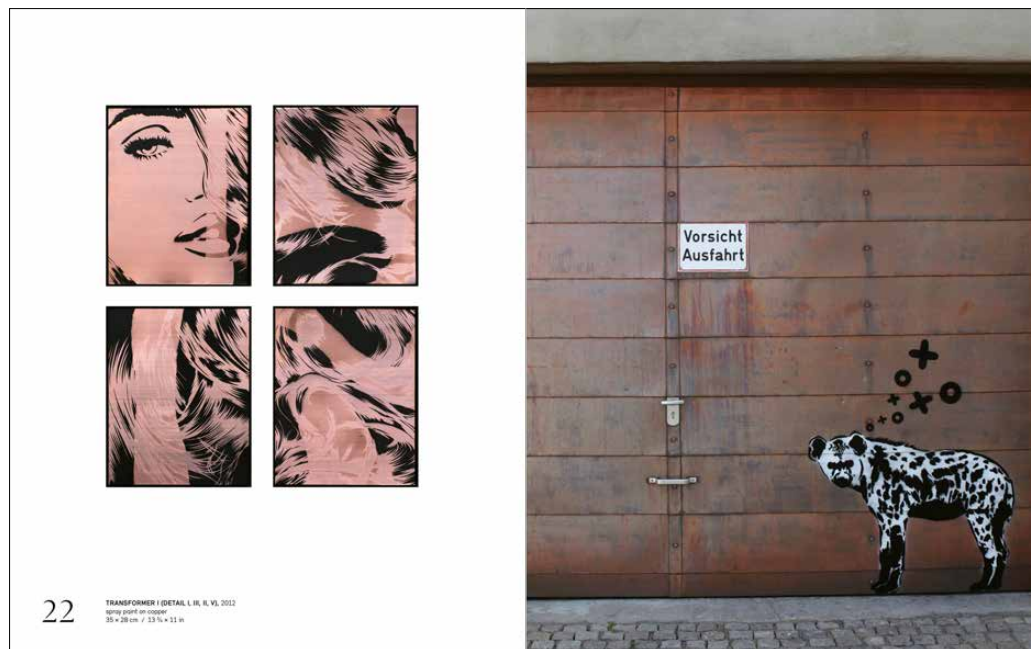 22
TRANSFORMER I (DETAIL I, III, II, V), 2012
spray paint on copper
35 × 28 cm / 13 ¾ × 11 in
Vorsicht
Ausfahrt